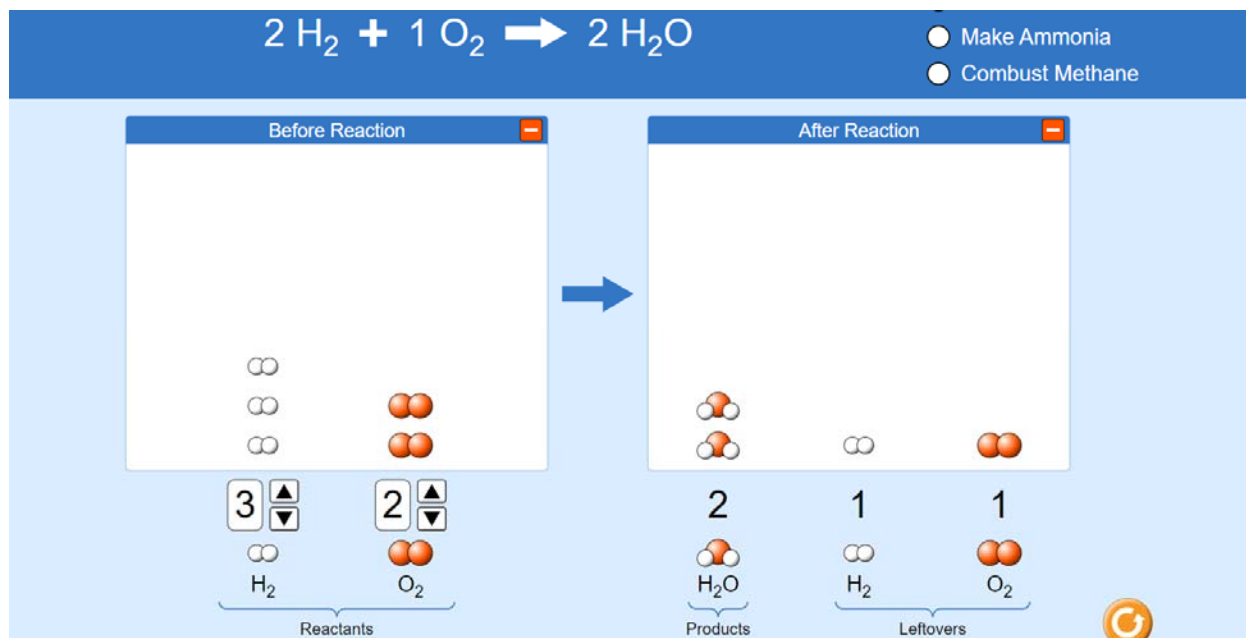 2 H₂ + 1 O₂ → 2 H₂O
Make Ammonia
Combust Methane
Before Reaction
After Reaction
3
2
2
1
1
H₂
O₂
H₂O
H₂
O₂
Reactants
Products
Leftovers